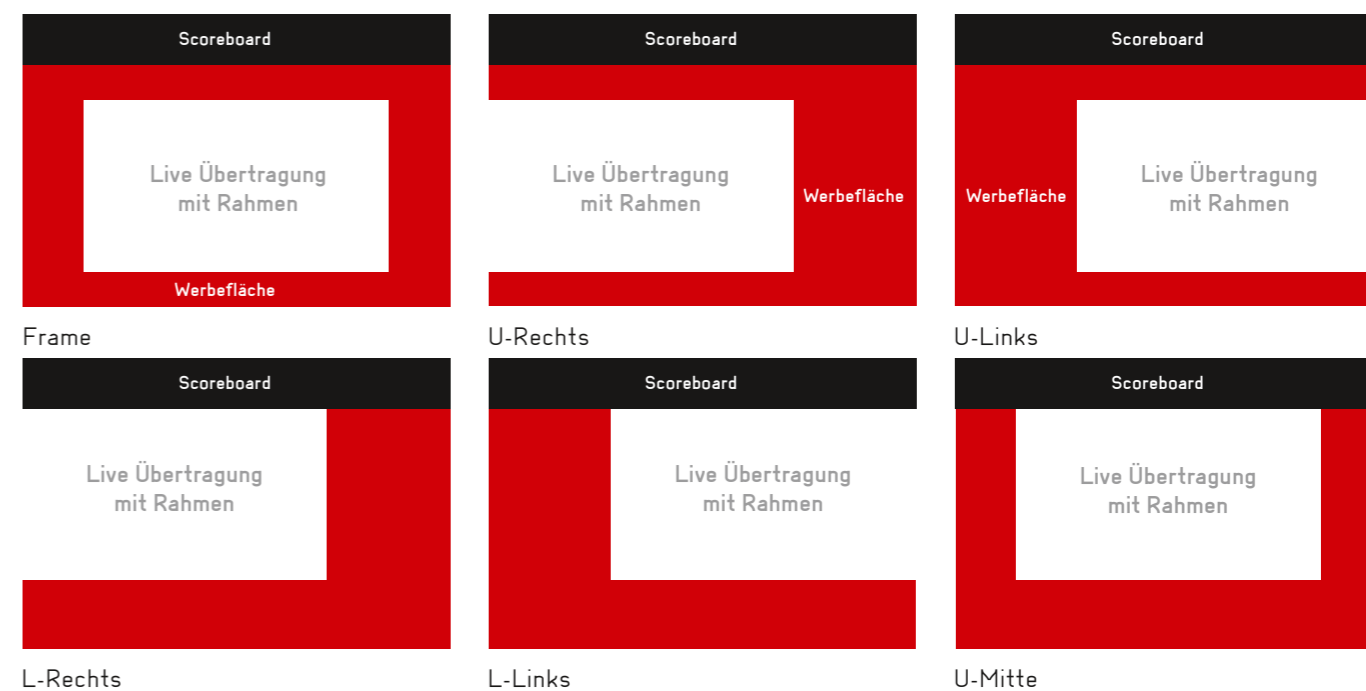 Scoreboard
Live Übertragung
mit Rahmen
Werbefläche
Frame
Scoreboard
Live Übertragung
mit Rahmen
Werbefläche
U-Rechts
Scoreboard
Werbefläche
Live Übertragung
mit Rahmen
U-Links
Scoreboard
Live Übertragung
mit Rahmen
L-Rechts
Scoreboard
Live Übertragung
mit Rahmen
L-Links
Scoreboard
Live Übertragung
mit Rahmen
U-Mitte